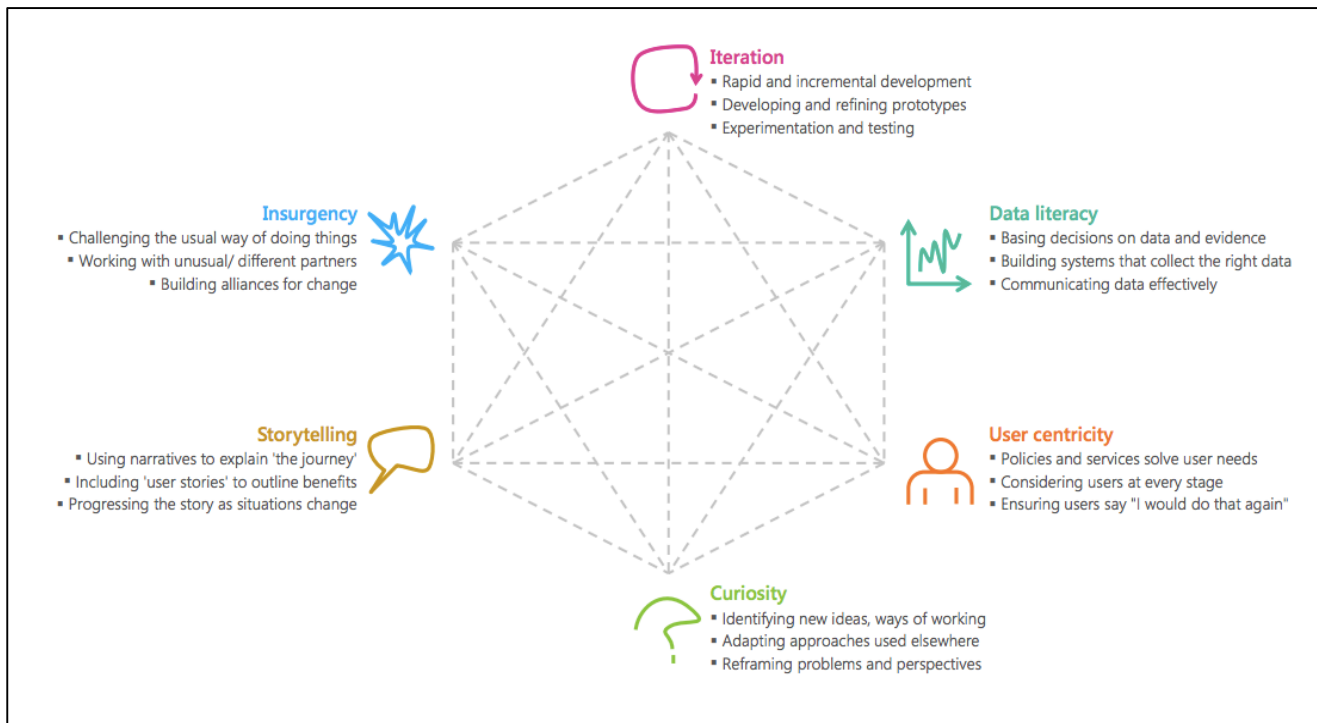 Iteration
▪ Rapid and incremental development
▪ Developing and refining prototypes
▪ Experimentation and testing
Insurgency
▪ Challenging the usual way of doing things
▪ Working with unusual/ different partners
▪ Building alliances for change
Data literacy
▪ Basing decisions on data and evidence
▪ Building systems that collect the right data
▪ Communicating data effectively
Storytelling
▪ Using narratives to explain 'the journey'
▪ Including 'user stories' to outline benefits
▪ Progressing the story as situations change
User centricity
▪ Policies and services solve user needs
▪ Considering users at every stage
▪ Ensuring users say "I would do that again"
Curiosity
▪ Identifying new ideas, ways of working
▪ Adapting approaches used elsewhere
▪ Reframing problems and perspectives